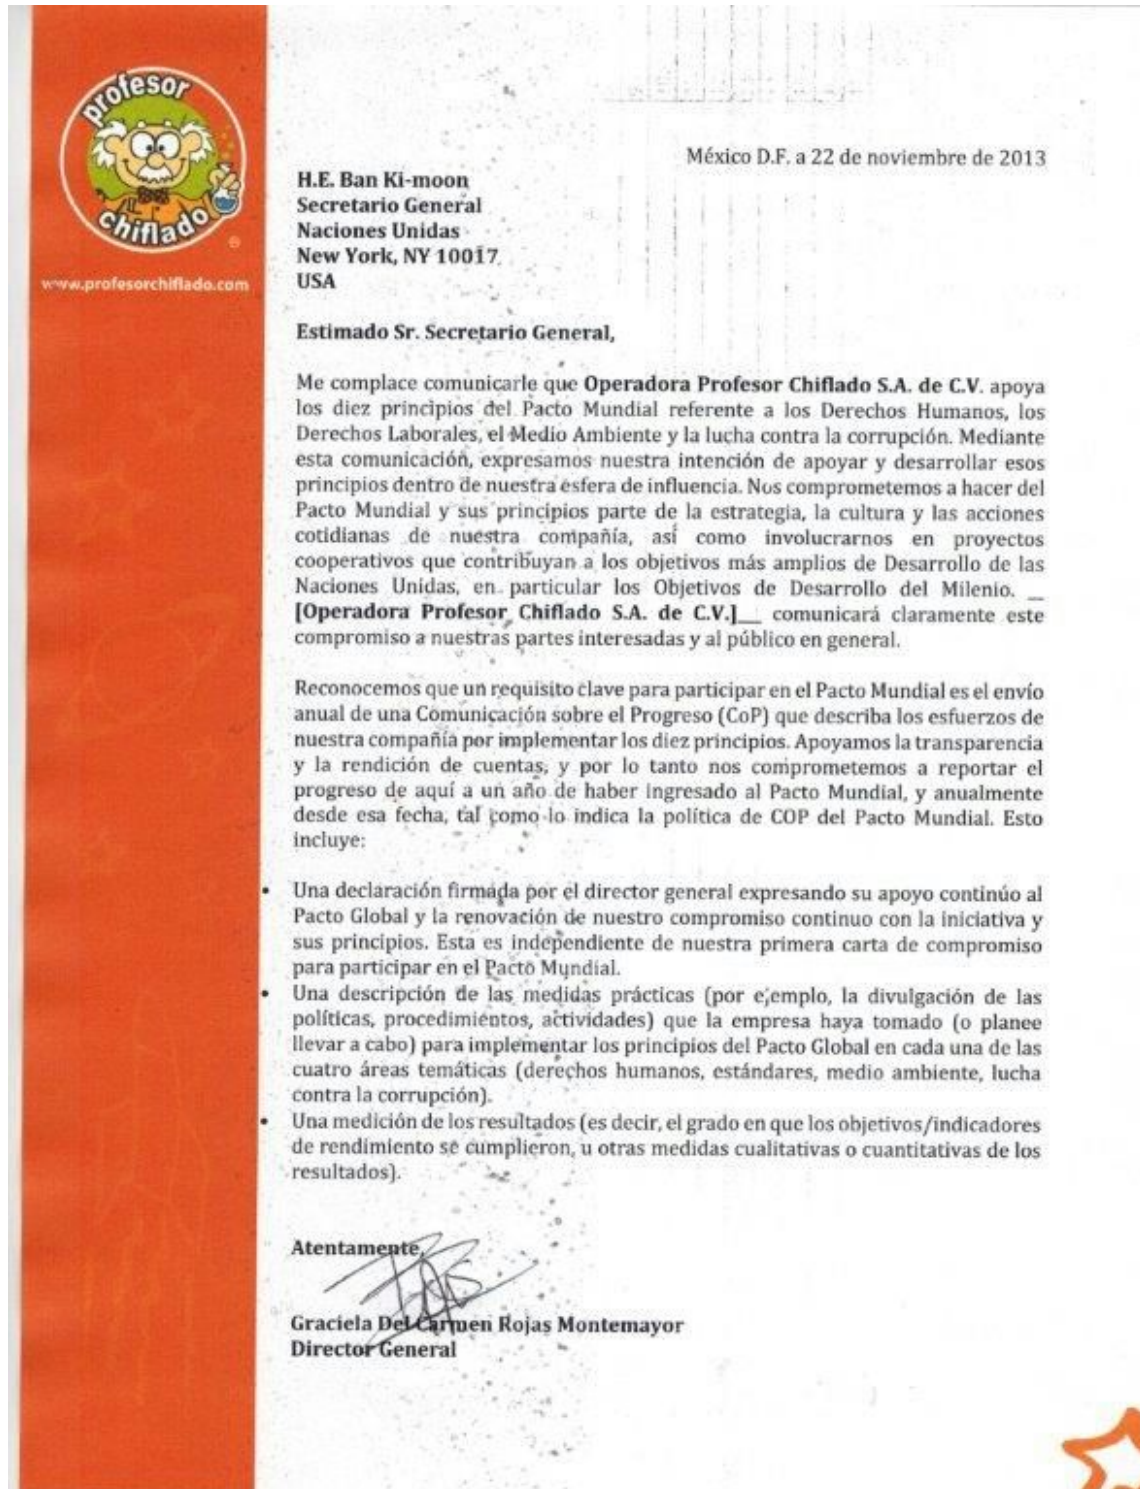 profesor
chiflado
®
www.profesorchiflado.com
México D.F. a 22 de noviembre de 2013
H.E. Ban Ki-moon
Secretario General
Naciones Unidas
New York, NY 10017
USA
Estimado Sr. Secretario General,
Me complace comunicarle que Operadora Profesor Chiflado S.A. de C.V. apoya
los diez principios del Pacto Mundial referente a los Derechos Humanos, los
Derechos Laborales, el Medio Ambiente y la lucha contra la corrupción. Mediante
esta comunicación, expresamos nuestra intención de apoyar y desarrollar esos
principios dentro de nuestra esfera de influencia. Nos comprometemos a hacer del
Pacto Mundial y sus principios parte de la estrategia, la cultura y las acciones
cotidianas de nuestra compañía, así como involucrarnos en proyectos
cooperativos que contribuyan a los objetivos más amplios de Desarrollo de las
Naciones Unidas, en particular los Objetivos de Desarrollo del Milenio. __
[Operadora Profesor Chiflado S.A. de C.V.]__ comunicará claramente este
compromiso a nuestras partes interesadas y al público en general.
Reconocemos que un requisito clave para participar en el Pacto Mundial es el envío
anual de una Comunicación sobre el Progreso (CoP) que describa los esfuerzos de
nuestra compañía por implementar los diez principios. Apoyamos la transparencia
y la rendición de cuentas, y por lo tanto nos comprometemos a reportar el
progreso de aquí a un año de haber ingresado al Pacto Mundial, y anualmente
desde esa fecha, tal como lo indica la política de COP del Pacto Mundial. Esto
incluye:
• Una declaración firmada por el director general expresando su apoyo continúo al
Pacto Global y la renovación de nuestro compromiso continuo con la iniciativa y
sus principios. Esta es independiente de nuestra primera carta de compromiso
para participar en el Pacto Mundial.
• Una descripción de las medidas prácticas (por ejemplo, la divulgación de las
políticas, procedimientos, actividades) que la empresa haya tomado (o planee
llevar a cabo) para implementar los principios del Pacto Global en cada una de las
cuatro áreas temáticas (derechos humanos, estándares, medio ambiente, lucha
contra la corrupción).
• Una medición de los resultados (es decir, el grado en que los objetivos/indicadores
de rendimiento se cumplieron, u otras medidas cualitativas o cuantitativas de los
resultados).
Atentamente,
Graciela Del Carmen Rojas Montemayor
Director General